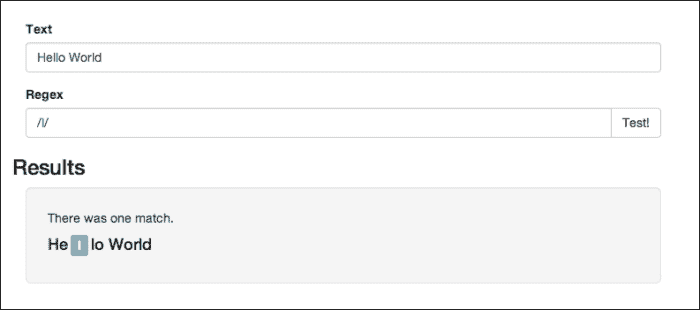 Text
Hello World
Regex
/l/
Test!
Results
There was one match.
He l lo World